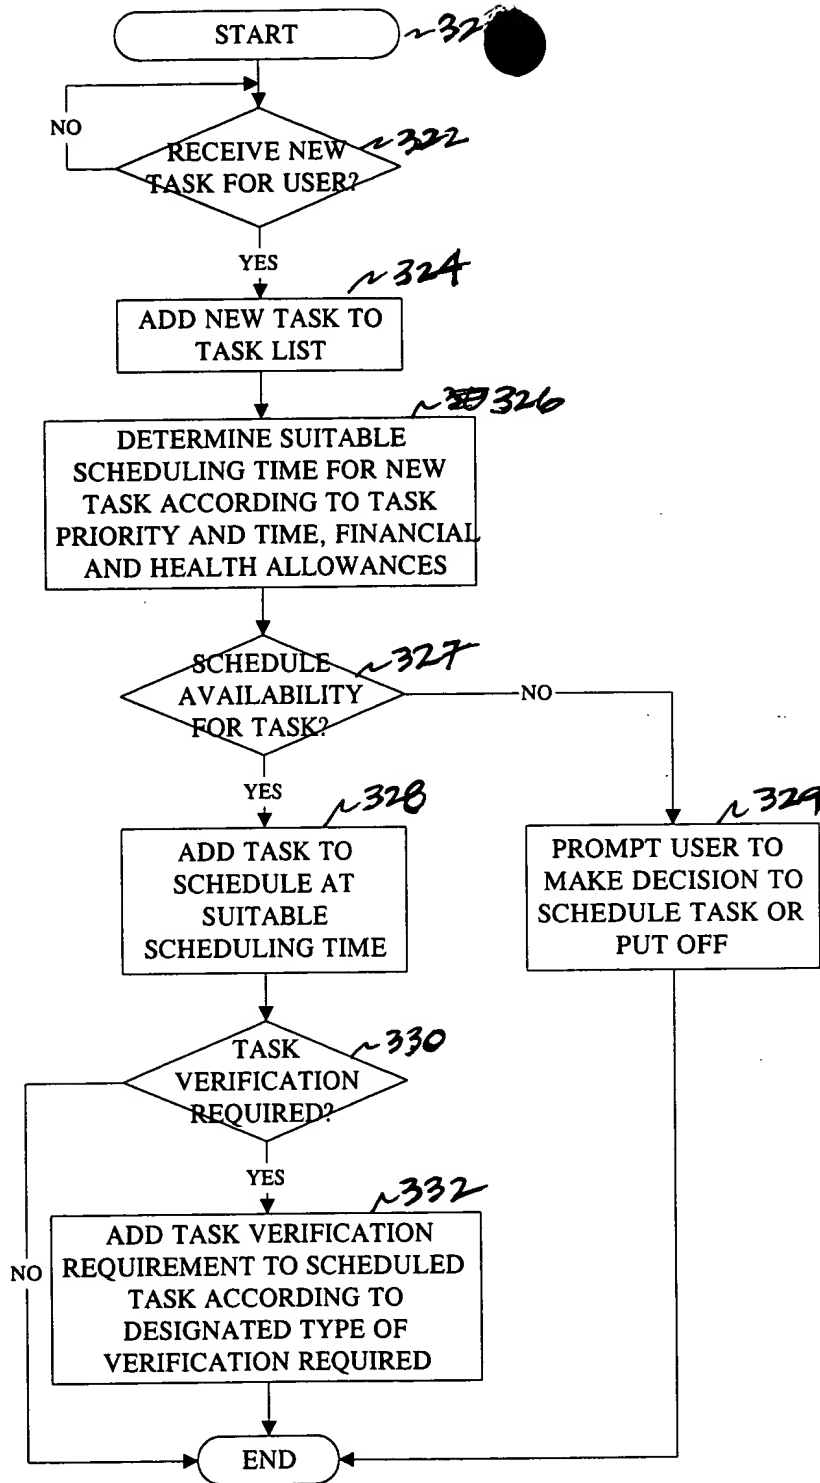 START
NO
~322
RECEIVE NEW
TASK FOR USER?
YES
~324
ADD NEW TASK TO
TASK LIST
326
DETERMINE SUITABLE
SCHEDULING TIME FOR NEW
TASK ACCORDING TO TASK
PRIORITY AND TIME, FINANCIAL
AND HEALTH ALLOWANCES
~327
SCHEDULE
AVAILABILITY
FOR TASK?
NO
YES
~328
ADD TASK TO
SCHEDULE AT
SUITABLE
SCHEDULING TIME
~329
PROMPT USER TO
MAKE DECISION TO
SCHEDULE TASK OR
PUT OFF
~330
TASK
VERIFICATION
REQUIRED?
YES
NO
~332
ADD TASK VERIFICATION
REQUIREMENT TO SCHEDULED
TASK ACCORDING TO
DESIGNATED TYPE OF
VERIFICATION REQUIRED
END